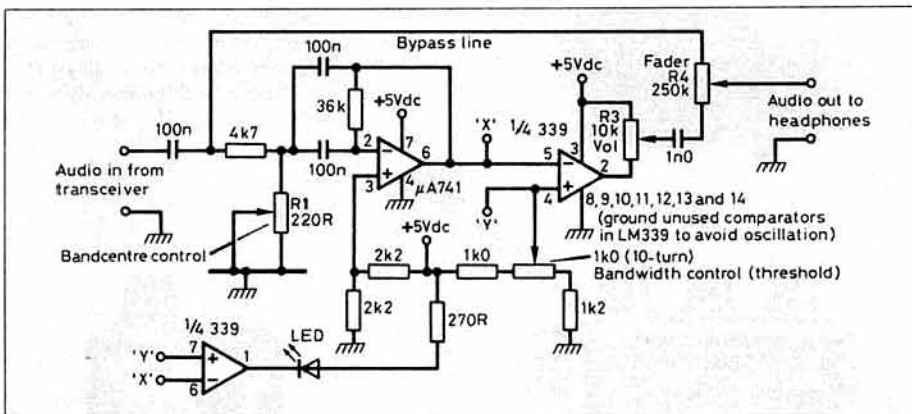 Bypass line
100n
100n
4k7
100n
36k
+5Vdc
2
7
6
3
4
100n
µA741
Audio in from
transceiver
R1
220R
Bandcentre control
'X'
1/4 339
+5Vdc
3
5
2
4
'Y'
R3
10k
Vol
1n0
Fader
R4
250k
Audio out to
headphones
8,9,10,11,12,13 and 14
(ground unused comparators
in LM339 to avoid oscillation)
1k0 (10-turn)
Bandwidth control (threshold)
+5Vdc
2k2
1k0
2k2
270R
1k2
1/4 339
LED
'Y'
7
1
'X'
6